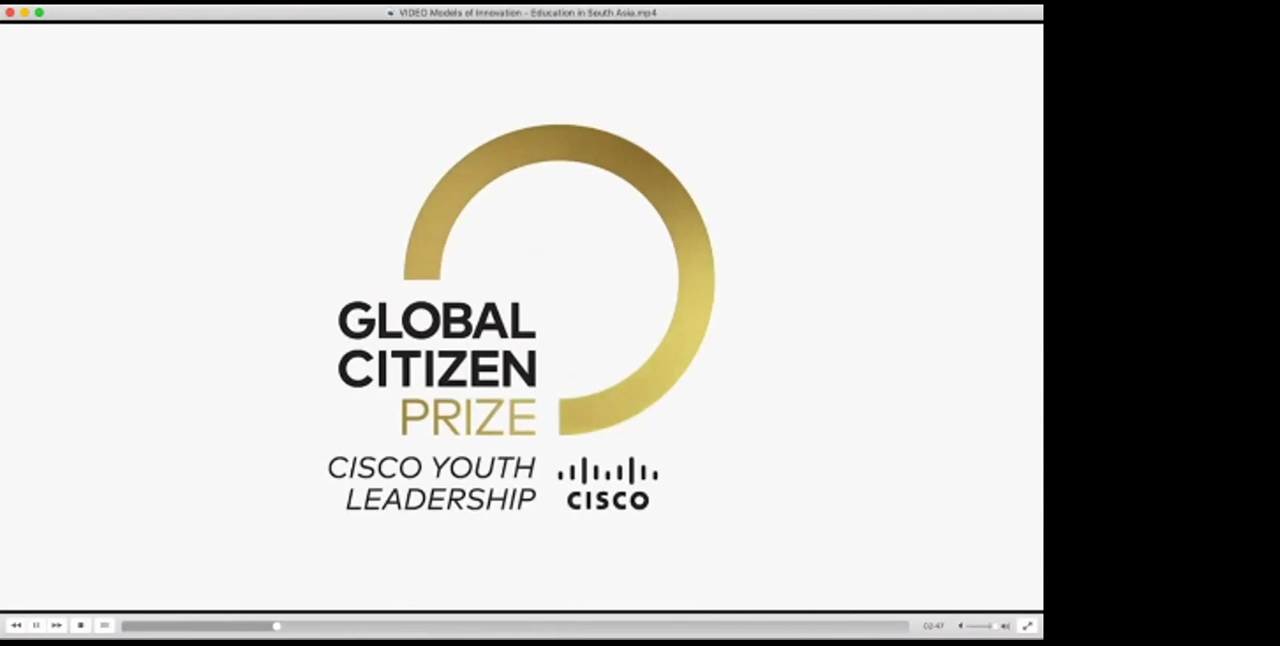 VIDEO Models of Innovation - Education in South Asia.mp4
GLOBAL
CITIZEN
PRIZE
CISCO YOUTH
LEADERSHIP
CISCO
02:47